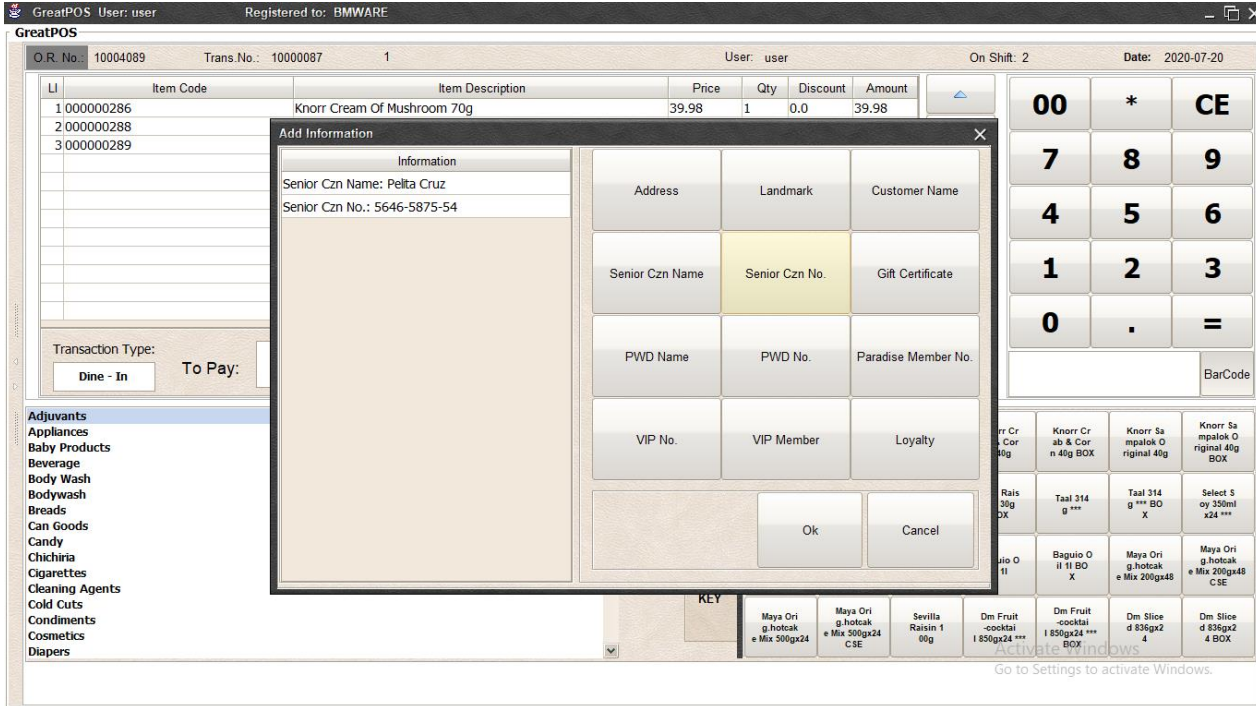 GreatPOS User: user Registered to: BMWARE
GreatPOS
O.R. No.: 10004089 Trans.No.: 10000087 1 User: user On Shift: 2 Date: 2020-07-20
LI Item Code Item Description Price Qty Discount Amount
1 000000286 Knorr Cream Of Mushroom 70g 39.98 1 0.0 39.98
2 000000288
3 000000289
Add Information
Information
Senior Czn Name: Pelita Cruz
Senior Czn No.: 5646-5875-54
Address Landmark Customer Name
Senior Czn Name Senior Czn No. Gift Certificate
PWD Name PWD No. Paradise Member No.
VIP No. VIP Member Loyalty
Ok Cancel
00 * CE
7 8 9
4 5 6
1 2 3
0 . =
BarCode
Transaction Type:
Dine - In
To Pay:
Adjuvants
Appliances
Baby Products
Beverage
Body Wash
Bodywash
Breads
Can Goods
Candy
Chichiria
Cigarettes
Cleaning Agents
Cold Cuts
Condiments
Cosmetics
Diapers
KEY
Knorr Cr
ab & Cor
n 40g BOX
Knorr Sa
mpalok O
riginal 40g
Knorr Sa
mpalok O
riginal 40g
BOX
Rais
30g
Taal 314
g ***
Taal 314
g *** BO
X
Select S
oy 350ml
x24 ***
Baguio O
il 1l BO
X
Maya Ori
g.hotcak
e Mix 200gx48
Maya Ori
g.hotcak
e Mix 200gx48
CSE
Maya Ori
g.hotcak
e Mix 500gx24
Maya Ori
g.hotcak
e Mix 500gx24
CSE
Sevilla
Raisin 1
00g
Dm Fruit
-cocktai
l 850gx24 ***
Dm Fruit
-cocktai
l 850gx24 ***
BOX
Dm Slice
d 836gx2
4
Dm Slice
d 836gx2
4 BOX
Activate Windows
Go to Settings to activate Windows.